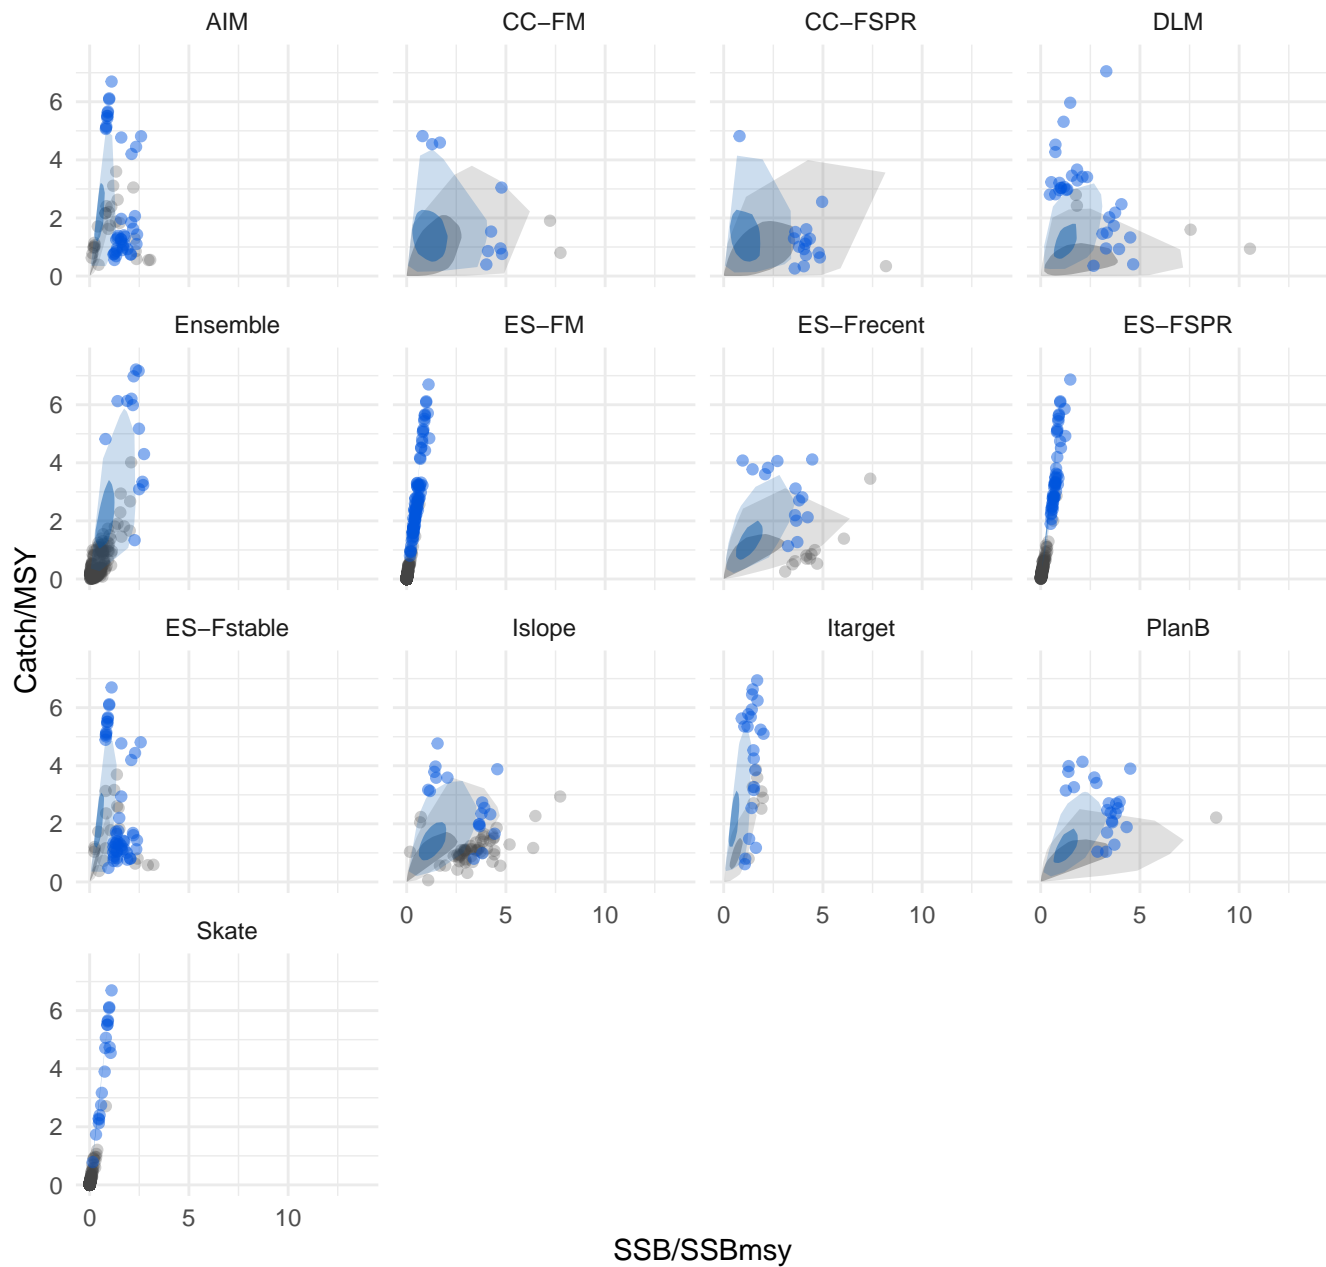 AIM CC−FM CC−FSPR DLM
6
4
2
0
Ensemble ES−FM ES−Frecent ES−FSPR
6
4
2
0
ES−Fstable Islope Itarget PlanB
6
4
2
0
0 5 10 0 5 10 0 5 10
Skate
6
4
2
0
0 5 10
Catch/MSY
SSB/SSBmsy